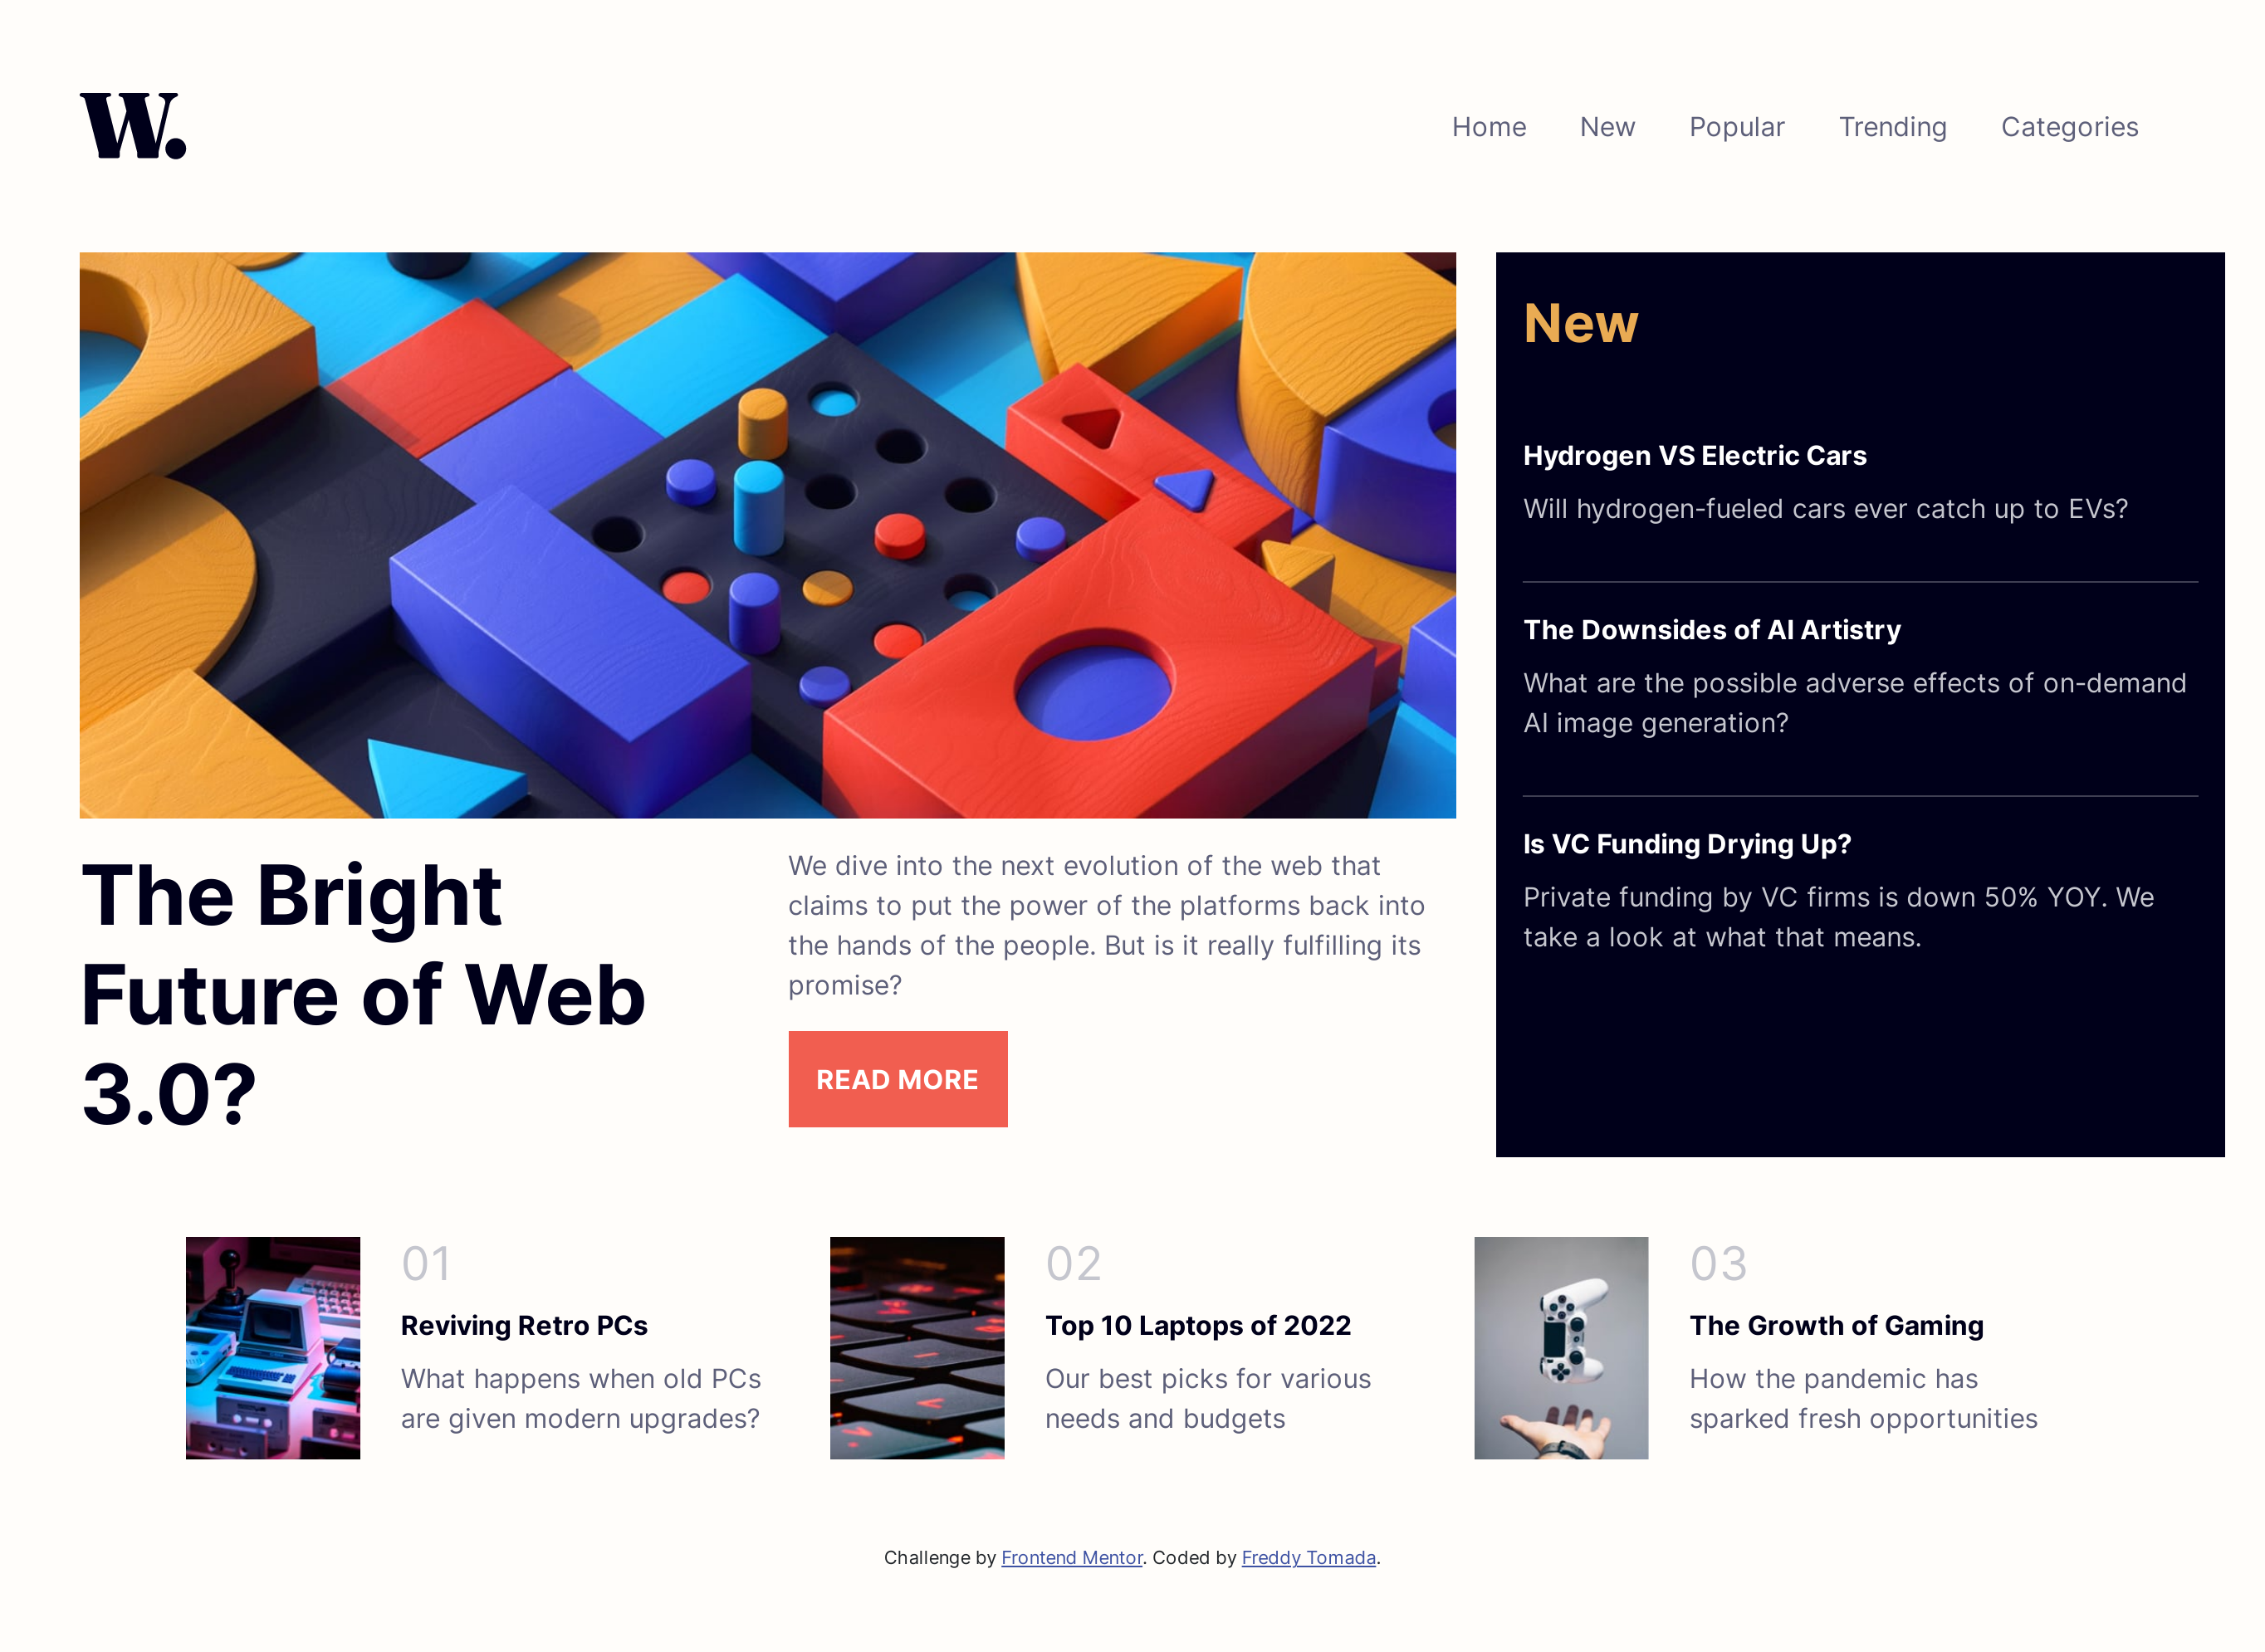 W.
Home New Popular Trending Categories
The Bright
Future of Web
3.0?
We dive into the next evolution of the web that
claims to put the power of the platforms back into
the hands of the people. But is it really fulfilling its
promise?
READ MORE
New
Hydrogen VS Electric Cars
Will hydrogen-fueled cars ever catch up to EVs?
The Downsides of AI Artistry
What are the possible adverse effects of on-demand
AI image generation?
Is VC Funding Drying Up?
Private funding by VC firms is down 50% YOY. We
take a look at what that means.
01
Reviving Retro PCs
What happens when old PCs
are given modern upgrades?
02
Top 10 Laptops of 2022
Our best picks for various
needs and budgets
03
The Growth of Gaming
How the pandemic has
sparked fresh opportunities
Challenge by Frontend Mentor. Coded by Freddy Tomada.